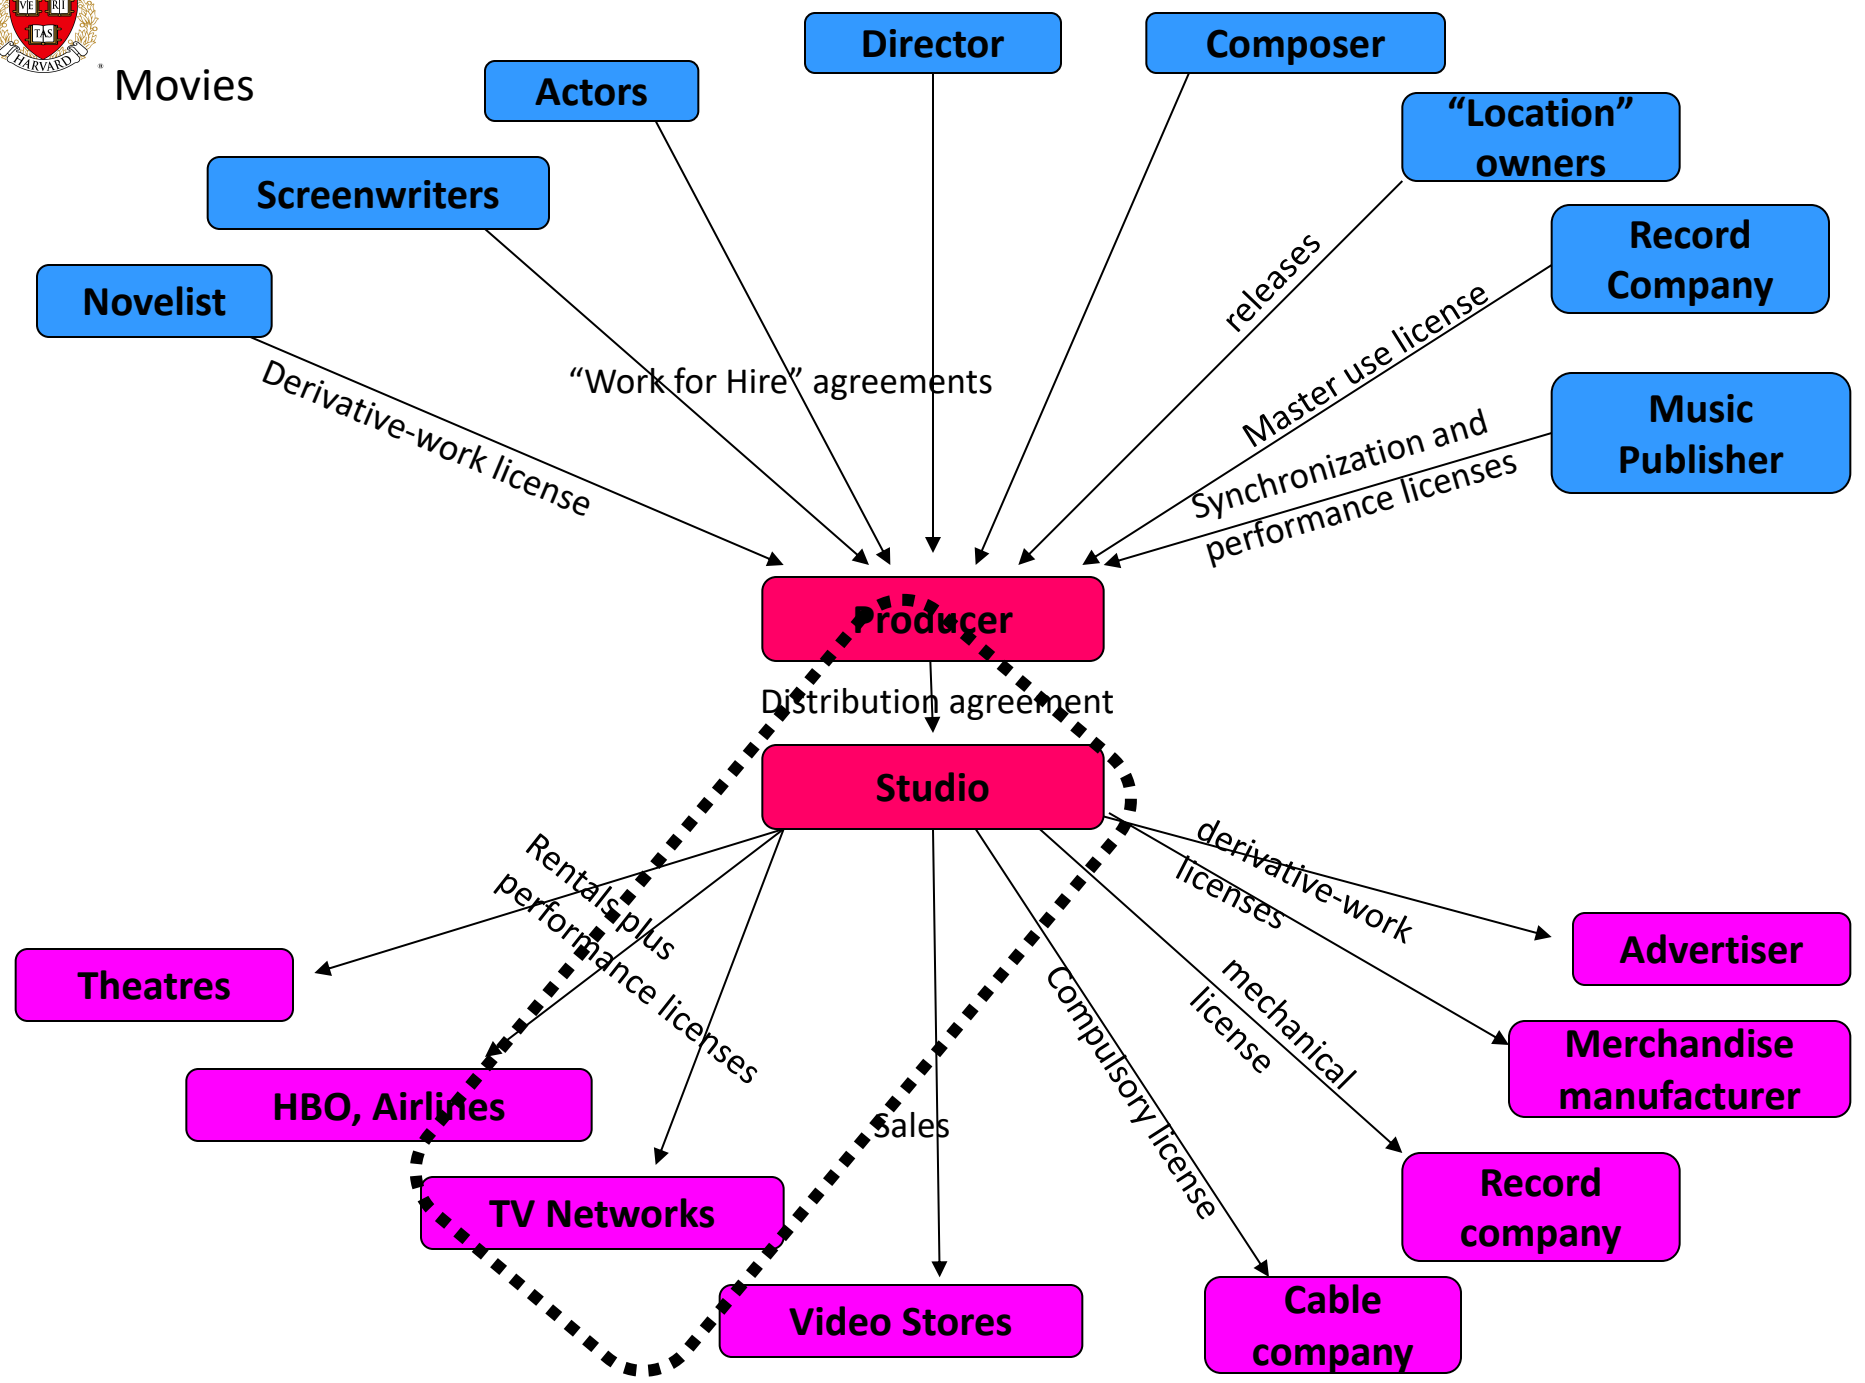 VE RI
TAS
HARVARD
®
Movies
Director
Composer
Actors
“Location”
owners
Screenwriters
Record
Company
Novelist
releases
Master use license
Music
Publisher
“Work for Hire” agreements
Derivative-work license
Synchronization and
performance licenses
Producer
Distribution agreement
Studio
Rentals plus
performance licenses
derivative-work
licenses
Advertiser
Theatres
mechanical
license
Compulsory license
Merchandise
manufacturer
HBO, Airlines
Sales
TV Networks
Record
company
Video Stores
Cable
company